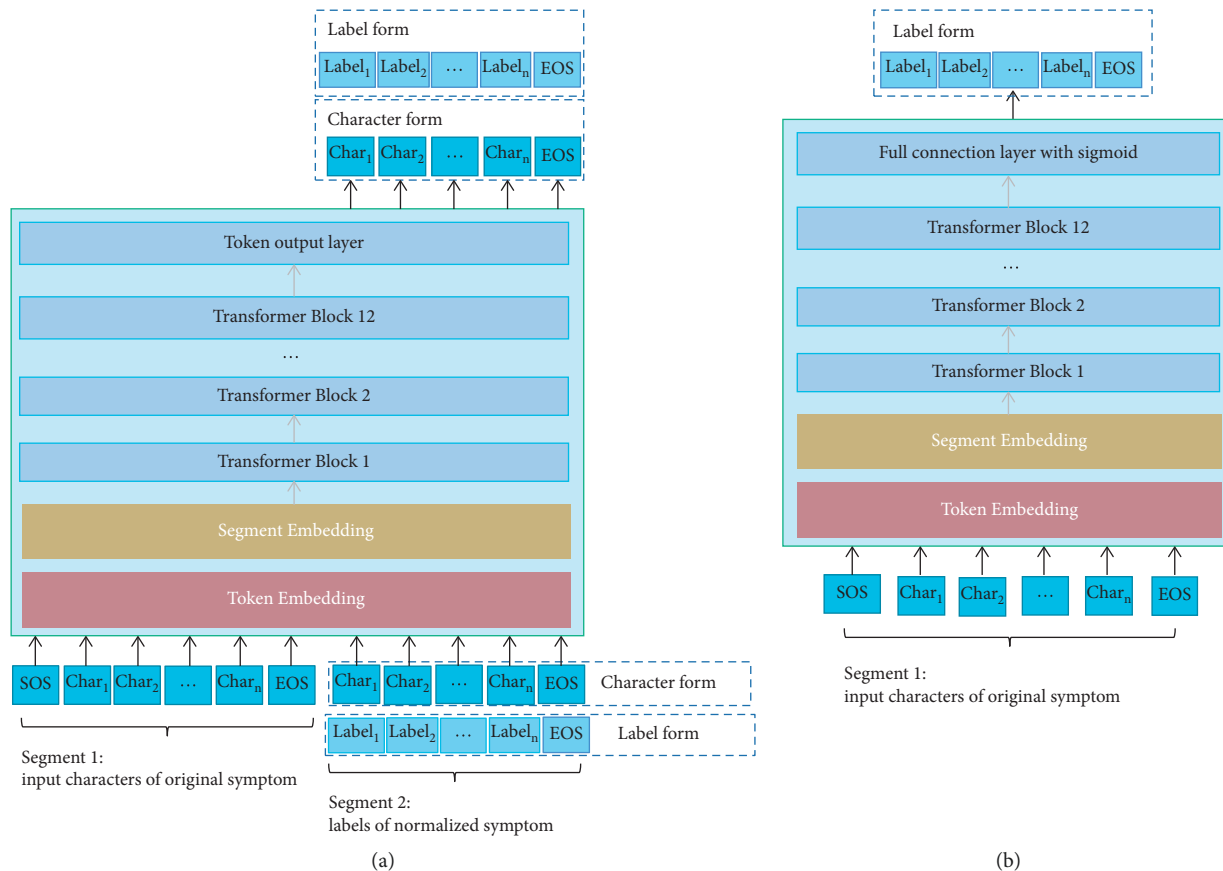 Label form
Label₁ Label₂ … Labelₙ EOS
Character form
Char₁ Char₂ … Charₙ EOS
Token output layer
Transformer Block 12
…
Transformer Block 2
Transformer Block 1
Segment Embedding
Token Embedding
SOS Char₁ Char₂ … Charₙ EOS
Char₁ Char₂ … Charₙ EOS Character form
Label₁ Label₂ … Labelₙ EOS Label form
Segment 1:
input characters of original symptom
Segment 2:
labels of normalized symptom
(a)
Label form
Label₁ Label₂ … Labelₙ EOS
Full connection layer with sigmoid
Transformer Block 12
…
Transformer Block 2
Transformer Block 1
Segment Embedding
Token Embedding
SOS Char₁ Char₂ … Charₙ EOS
Segment 1:
input characters of original symptom
(b)